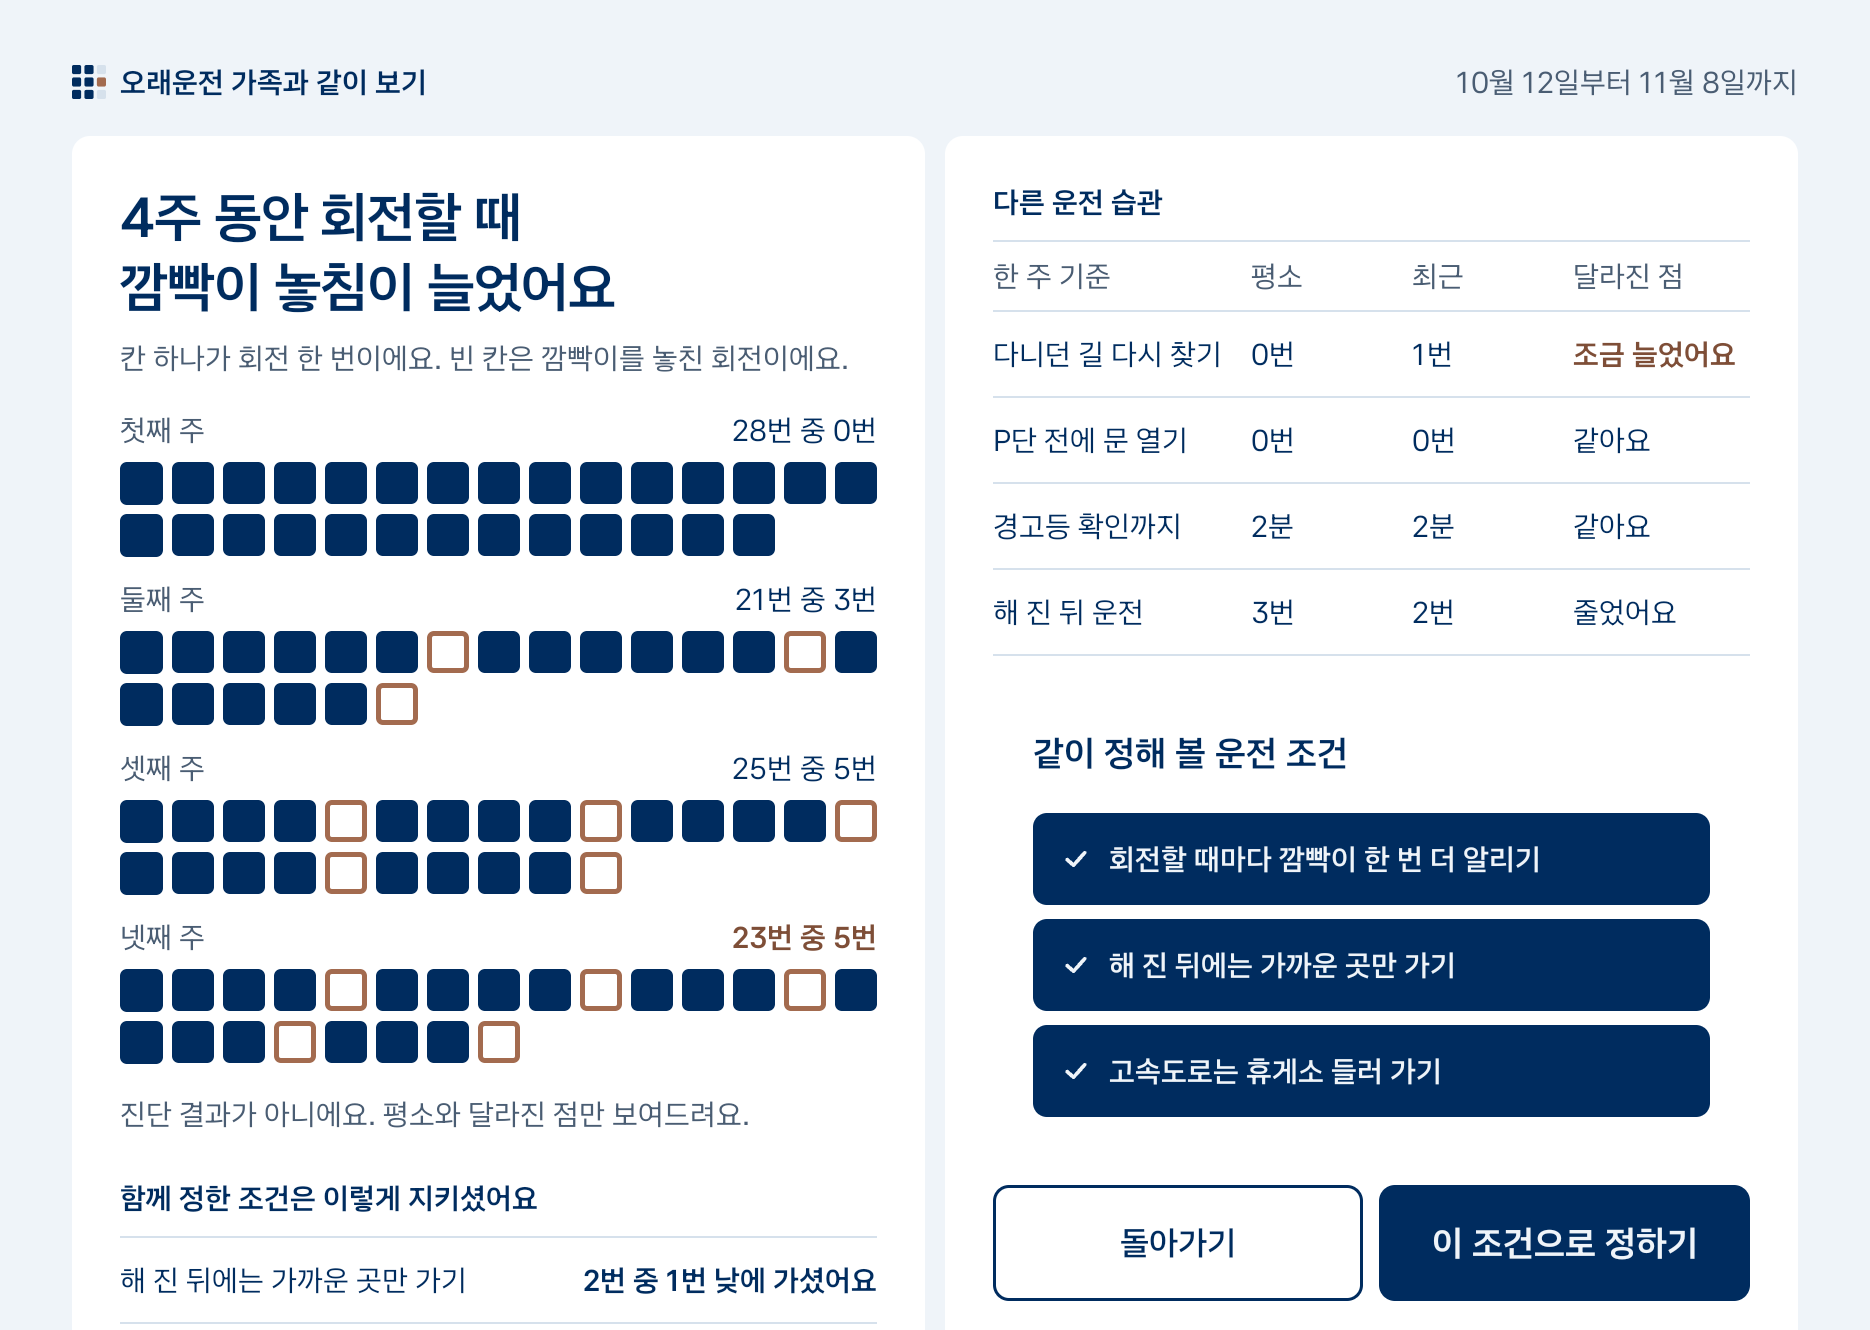 오래운전 가족과 같이 보기
10월 12일부터 11월 8일까지
4주 동안 회전할 때
깜빡이 놓침이 늘었어요
칸 하나가 회전 한 번이에요. 빈 칸은 깜빡이를 놓친 회전이에요.
첫째 주 28번 중 0번
둘째 주 21번 중 3번
셋째 주 25번 중 5번
넷째 주 23번 중 5번
진단 결과가 아니에요. 평소와 달라진 점만 보여드려요.
함께 정한 조건은 이렇게 지키셨어요
해 진 뒤에는 가까운 곳만 가기 2번 중 1번 낮에 가셨어요
다른 운전 습관
한 주 기준 평소 최근 달라진 점
다니던 길 다시 찾기 0번 1번 조금 늘었어요
P단 전에 문 열기 0번 0번 같아요
경고등 확인까지 2분 2분 같아요
해 진 뒤 운전 3번 2번 줄었어요
같이 정해 볼 운전 조건
회전할 때마다 깜빡이 한 번 더 알리기
해 진 뒤에는 가까운 곳만 가기
고속도로는 휴게소 들러 가기
돌아가기
이 조건으로 정하기